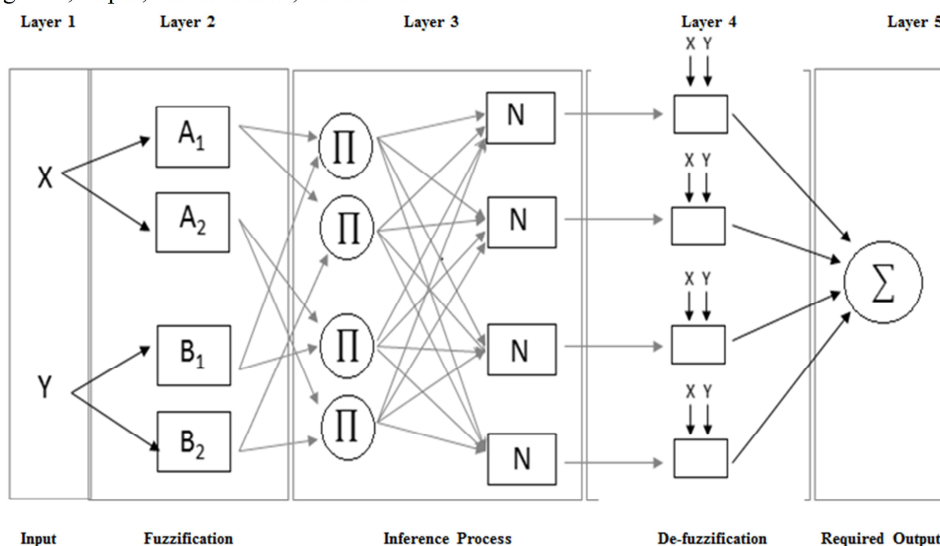 Layer 1 Layer 2 Layer 3 Layer 4 Layer 5
X Y
A1 N
X ∏
A2 ∏ N X Y
∑
X Y
B1 ∏ N
Y
B2 ∏ N X Y
Input Fuzzification Inference Process De-fuzzification Required Output